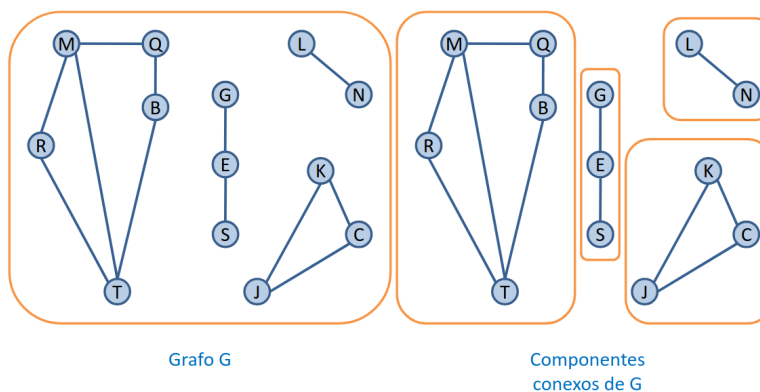 M Q L
G N
B
R
E K
S C
T J
Grafo G
M Q L
G N
B
R
E K
S C
T J
Componentes
conexos de G